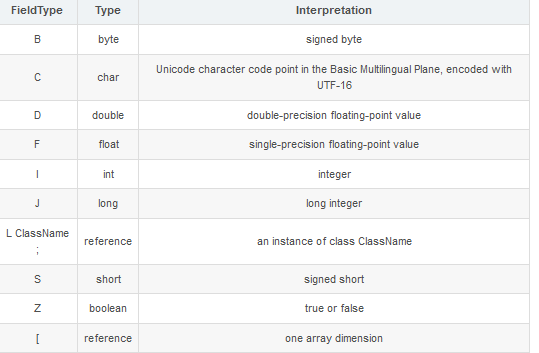 FieldType Type Interpretation
B byte signed byte
C char Unicode character code point in the Basic Multilingual Plane, encoded with
UTF-16
D double double-precision floating-point value
F float single-precision floating-point value
I int integer
J long long integer
L ClassName
; reference an instance of class ClassName
S short signed short
Z boolean true or false
[ reference one array dimension